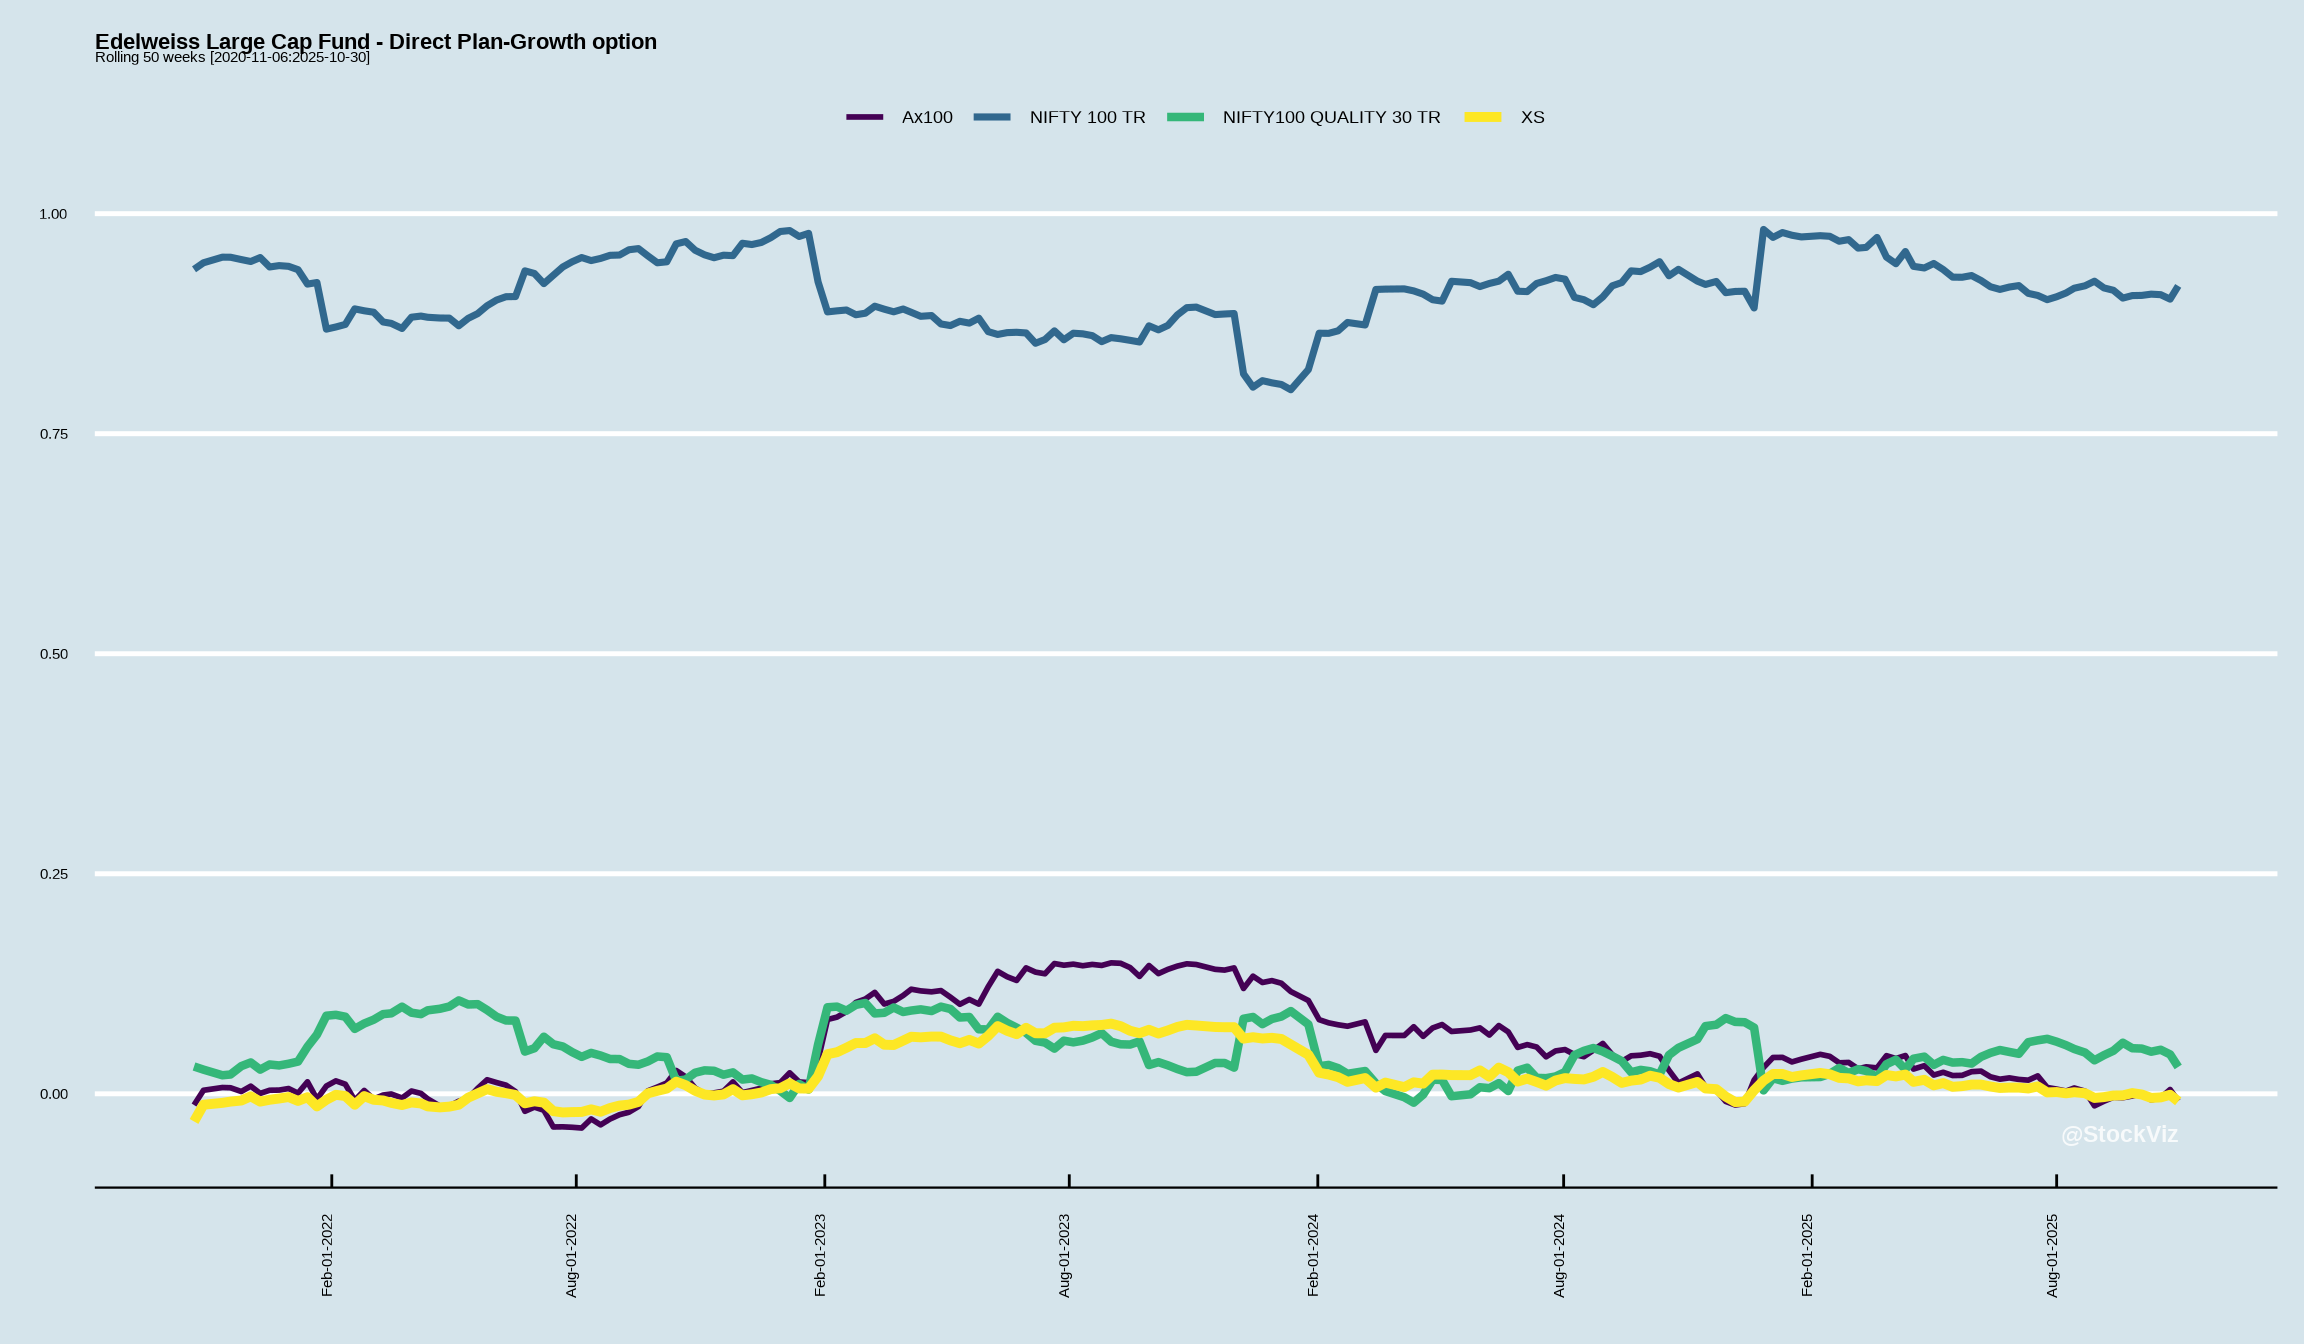 Edelweiss Large Cap Fund - Direct Plan-Growth option
Rolling 50 weeks [2020-11-06:2025-10-30]
Ax100 NIFTY 100 TR NIFTY100 QUALITY 30 TR XS
1.00
0.75
0.50
0.25
0.00
@StockViz
Feb-01-2022
Aug-01-2022
Feb-01-2023
Aug-01-2023
Feb-01-2024
Aug-01-2024
Feb-01-2025
Aug-01-2025